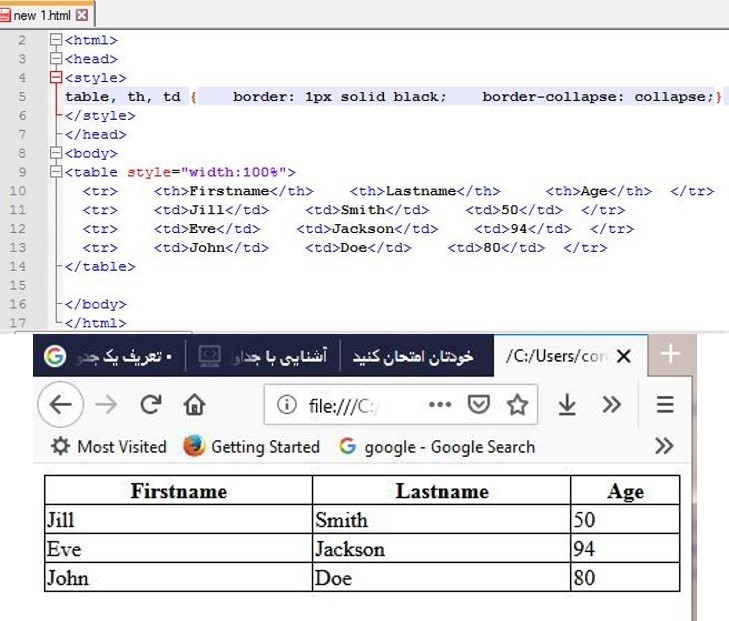 new 1.html
2 <html>
3 <head>
4 <style>
5 table, th, td {    border: 1px solid black;    border-collapse: collapse;}
6 </style>
7 </head>
8 <body>
9 <table style="width:100%">
10 <tr>    <th>Firstname</th>    <th>Lastname</th>     <th>Age</th>  </tr>
11 <tr>    <td>Jill</td>    <td>Smith</td>    <td>50</td>  </tr>
12 <tr>    <td>Eve</td>    <td>Jackson</td>    <td>94</td>  </tr>
13 <tr>    <td>John</td>    <td>Doe</td>    <td>80</td>  </tr>
14 </table>
15
16 </body>
17 </html>
تعریف یک جدو آشنایی با جداو خودتان امتحان کنید /C:/Users/con
file:///C:/
Most Visited Getting Started google - Google Search
Firstname Lastname Age
Jill Smith 50
Eve Jackson 94
John Doe 80